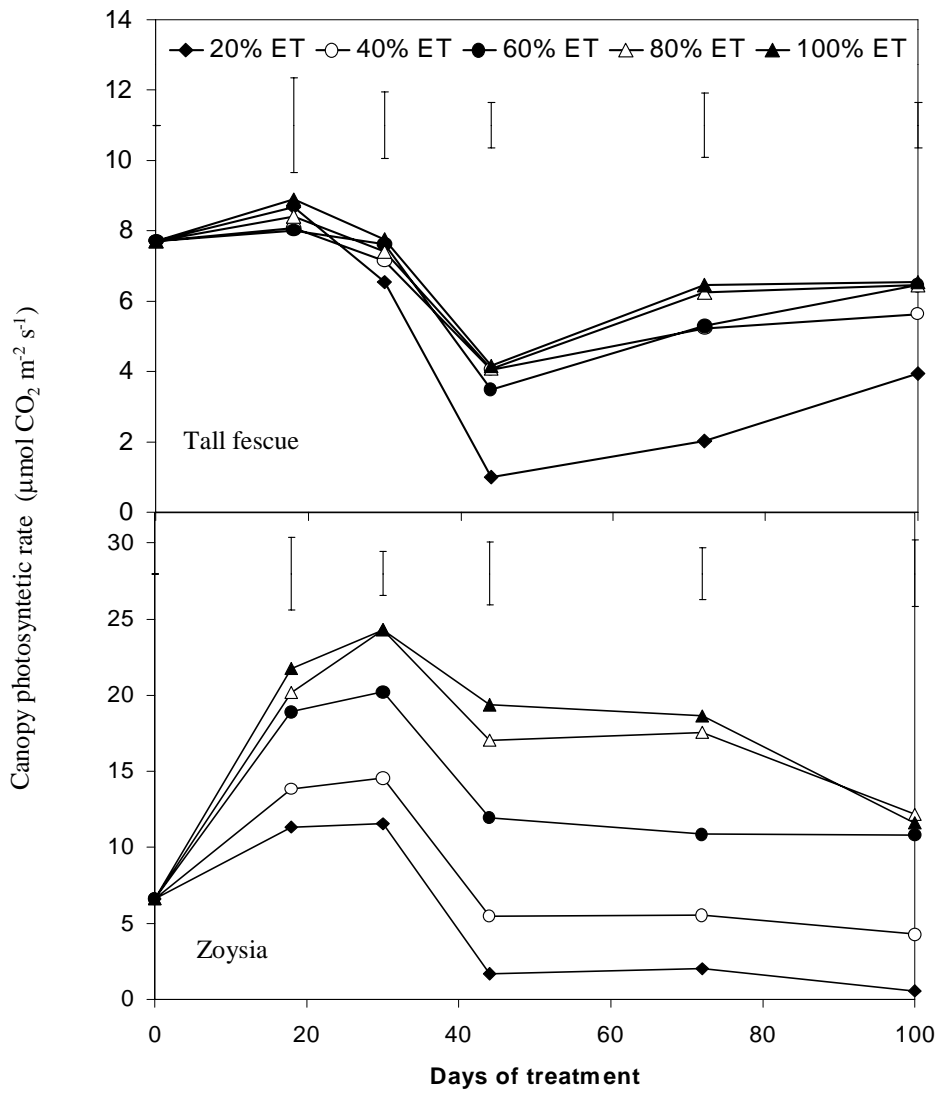 14
20% ET 40% ET 60% ET 80% ET 100% ET
12
10
8
6
4
2
0
Tall fescue
Canopy photosyntetic rate (μmol CO₂ m⁻² s⁻¹)
30
25
20
15
10
5
0
Zoysia
0 20 40 60 80 100
Days of treatment